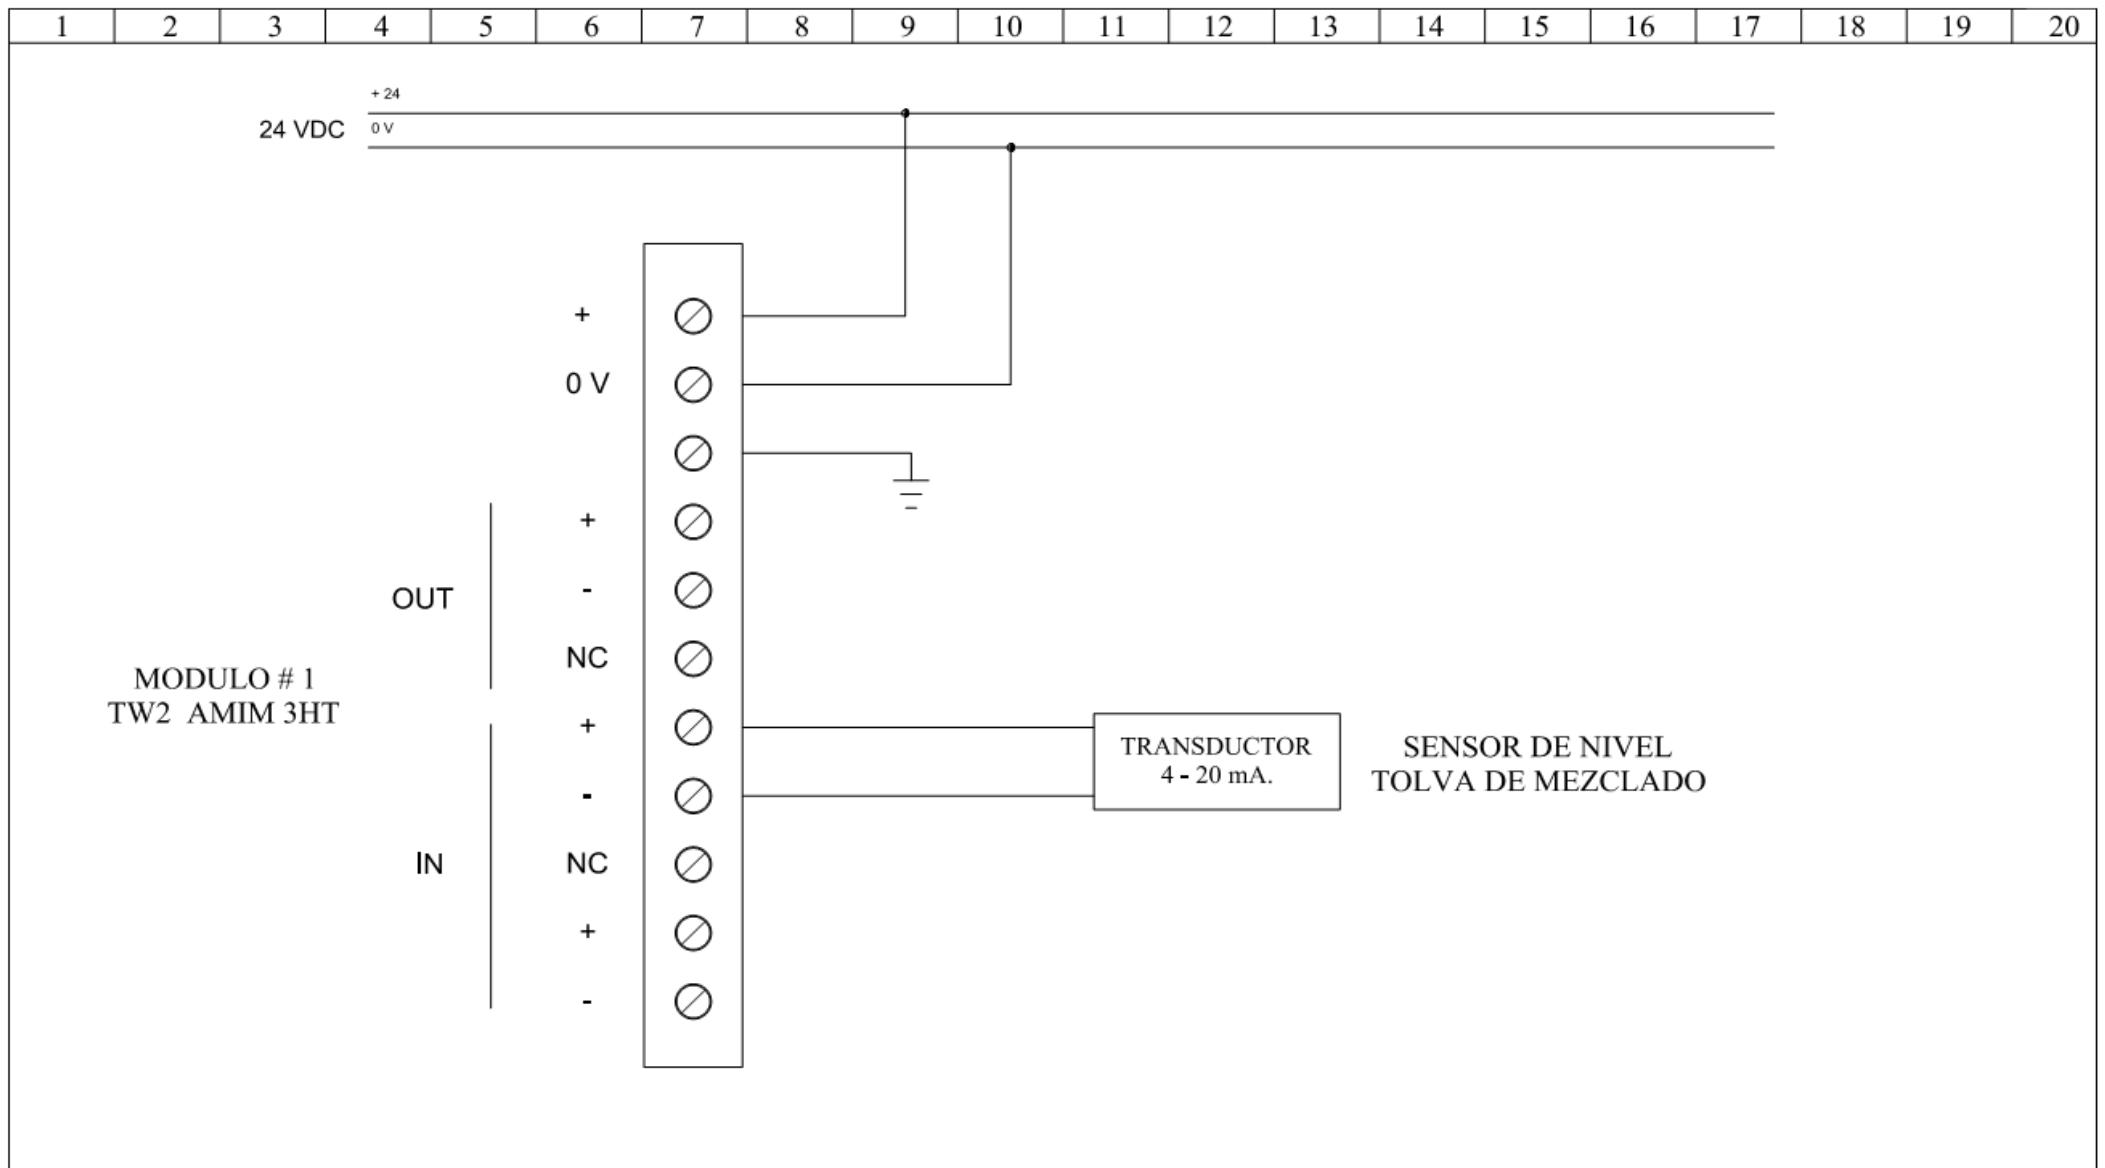 1 2 3 4 5 6 7 8 9 10 11 12 13 14 15 16 17 18 19 20
+ 24
24 VDC
0 V
+
0 V
+
OUT
-
NC
MODULO # 1
TW2 AMIM 3HT
+
TRANSDUCTOR
4 - 20 mA.
SENSOR DE NIVEL
TOLVA DE MEZCLADO
-
IN
NC
+
-